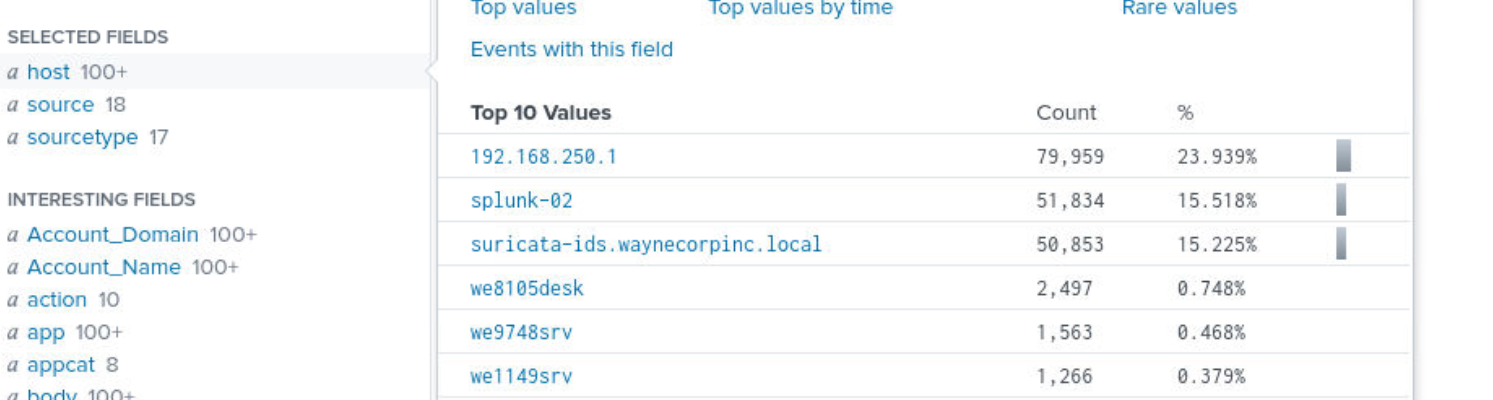 SELECTED FIELDS
a host 100+
a source 18
a sourcetype 17
INTERESTING FIELDS
a Account_Domain 100+
a Account_Name 100+
a action 10
a app 100+
a appcat 8
a body 100+
Top values Top values by time Rare values
Events with this field
Top 10 Values Count %
192.168.250.1 79,959 23.939%
splunk-02 51,834 15.518%
suricata-ids.waynecorpinc.local 50,853 15.225%
we8105desk 2,497 0.748%
we9748srv 1,563 0.468%
we1149srv 1,266 0.379%